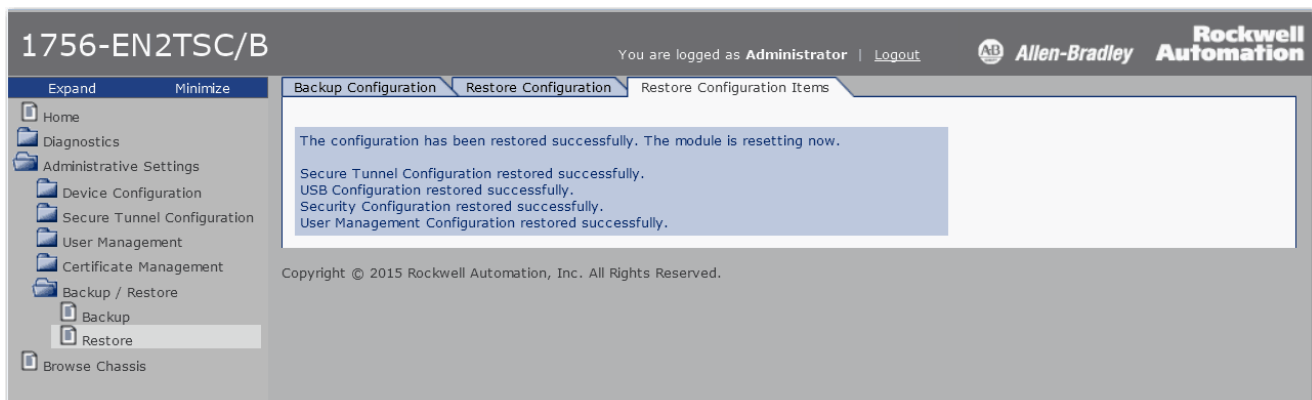 1756-EN2TSC/B
You are logged as Administrator | Logout
AB Allen-Bradley
Rockwell
Automation
Expand Minimize
Home
Diagnostics
Administrative Settings
Device Configuration
Secure Tunnel Configuration
User Management
Certificate Management
Backup / Restore
Backup
Restore
Browse Chassis
Backup Configuration Restore Configuration Restore Configuration Items
The configuration has been restored successfully. The module is resetting now.
Secure Tunnel Configuration restored successfully.
USB Configuration restored successfully.
Security Configuration restored successfully.
User Management Configuration restored successfully.
Copyright © 2015 Rockwell Automation, Inc. All Rights Reserved.